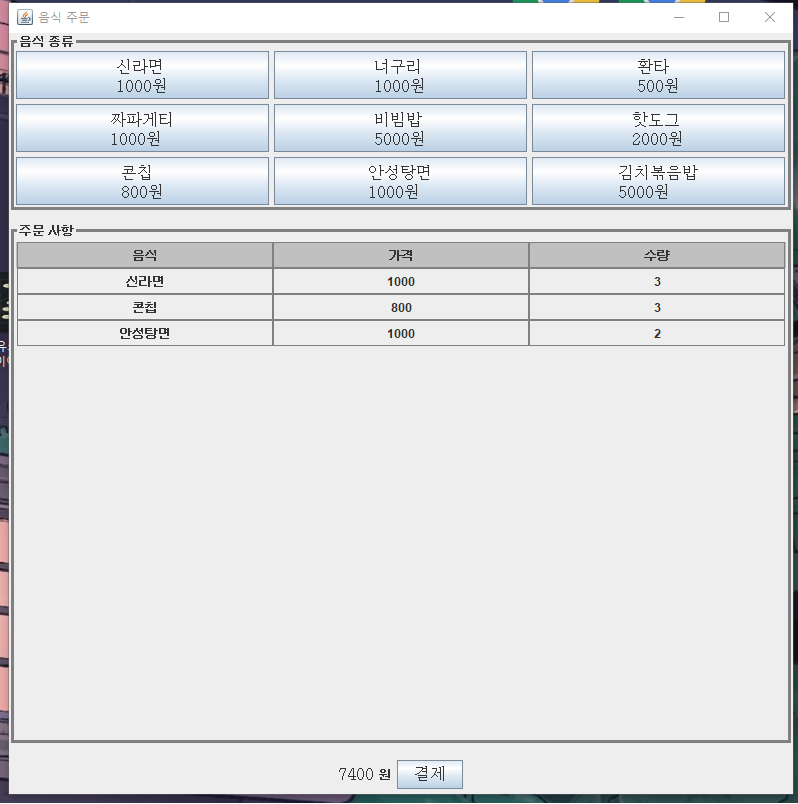 음식 주문
음식 종류
신라면
1000원
너구리
1000원
환타
500원
짜파게티
1000원
비빔밥
5000원
핫도그
2000원
콘칩
800원
안성탕면
1000원
김치볶음밥
5000원
주문 사항
음식 가격 수량
신라면 1000 3
콘칩 800 3
안성탕면 1000 2
7400 원 결제